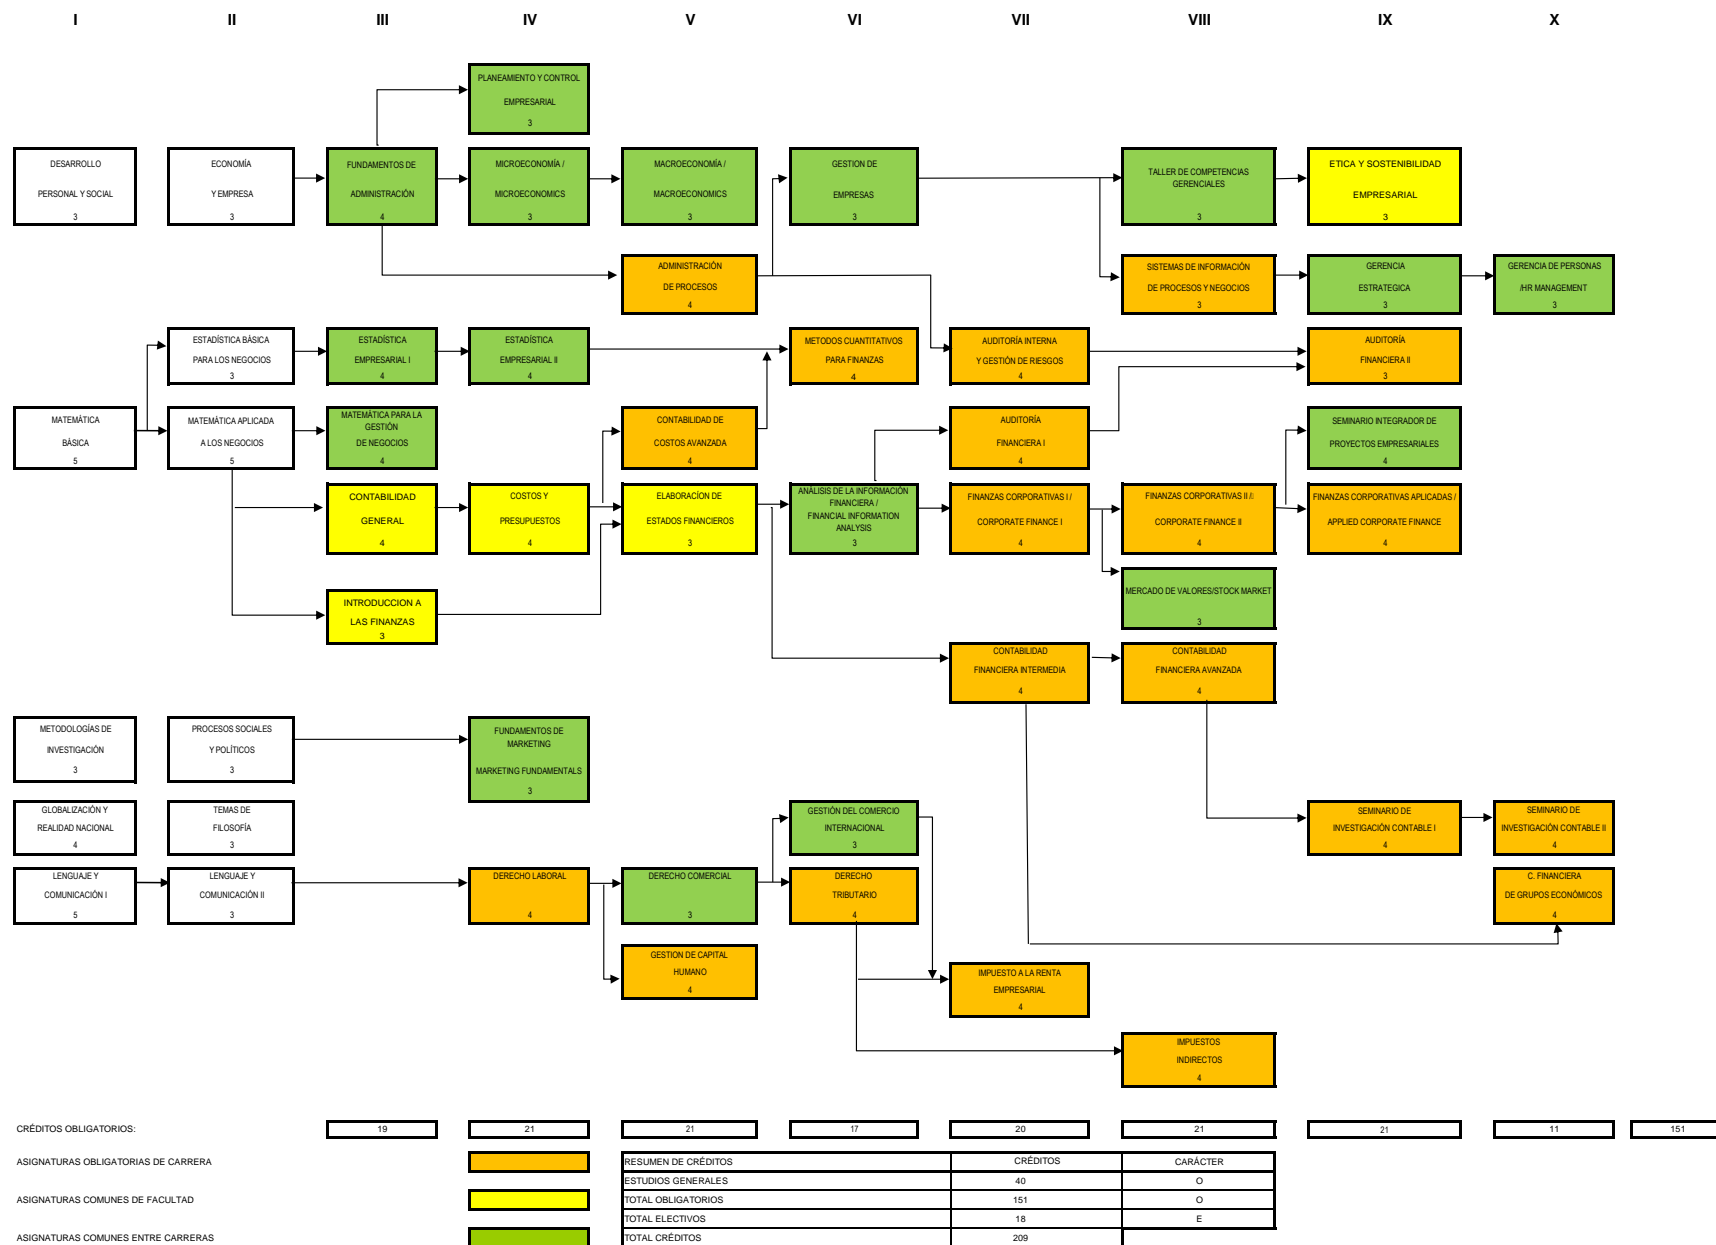 I II III IV V VI VII VIII IX X
PLANEAMIENTO Y CONTROL
EMPRESARIAL
3
DESARROLLO
PERSONAL Y SOCIAL
3
ECONOMÍA
Y EMPRESA
3
FUNDAMENTOS DE
ADMINISTRACIÓN
4
MICROECONOMÍA /
MICROECONOMICS
3
MACROECONOMÍA /
MACROECONOMICS
3
GESTION DE
EMPRESAS
3
TALLER DE COMPETENCIAS
GERENCIALES
3
ETICA Y SOSTENIBILIDAD
EMPRESARIAL
3
ADMINISTRACIÓN
DE PROCESOS
4
SISTEMAS DE INFORMACIÓN
DE PROCESOS Y NEGOCIOS
3
GERENCIA
ESTRATEGICA
3
GERENCIA DE PERSONAS
/HR MANAGEMENT
3
ESTADÍSTICA BÁSICA
PARA LOS NEGOCIOS
3
ESTADÍSTICA
EMPRESARIAL I
4
ESTADÍSTICA
EMPRESARIAL II
4
METODOS CUANTITATIVOS
PARA FINANZAS
4
AUDITORÍA INTERNA
Y GESTIÓN DE RIESGOS
4
AUDITORÍA
FINANCIERA II
3
MATEMÁTICA
BÁSICA
5
MATEMÁTICA APLICADA
A LOS NEGOCIOS
5
MATEMÁTICA PARA LA
GESTIÓN
DE NEGOCIOS
4
CONTABILIDAD DE
COSTOS AVANZADA
4
AUDITORÍA
FINANCIERA I
4
SEMINARIO INTEGRADOR DE
PROYECTOS EMPRESARIALES
4
CONTABILIDAD
GENERAL
4
COSTOS Y
PRESUPUESTOS
4
ELABORACÍON DE
ESTADOS FINANCIEROS
3
ANÁLISIS DE LA INFORMACIÓN
FINANCIERA /
FINANCIAL INFORMATION
ANALYSIS
3
FINANZAS CORPORATIVAS I /
CORPORATE FINANCE I
4
FINANZAS CORPORATIVAS II /
CORPORATE FINANCE II
4
FINANZAS CORPORATIVAS APLICADAS /
APPLIED CORPORATE FINANCE
4
INTRODUCCION A
LAS FINANZAS
3
MERCADO DE VALORES/STOCK MARKET
3
CONTABILIDAD
FINANCIERA INTERMEDIA
4
CONTABILIDAD
FINANCIERA AVANZADA
4
METODOLOGÍAS DE
INVESTIGACIÓN
3
PROCESOS SOCIALES
Y POLÍTICOS
3
FUNDAMENTOS DE
MARKETING
MARKETING FUNDAMENTALS
3
GLOBALIZACIÓN Y
REALIDAD NACIONAL
4
TEMAS DE
FILOSOFÍA
3
GESTIÓN DEL COMERCIO
INTERNACIONAL
3
SEMINARIO DE
INVESTIGACIÓN CONTABLE I
4
SEMINARIO DE
INVESTIGACIÓN CONTABLE II
4
LENGUAJE Y
COMUNICACIÓN I
5
LENGUAJE Y
COMUNICACIÓN II
3
DERECHO LABORAL
4
DERECHO COMERCIAL
3
DERECHO
TRIBUTARIO
4
C. FINANCIERA
DE GRUPOS ECONÓMICOS
4
GESTION DE CAPITAL
HUMANO
4
IMPUESTO A LA RENTA
EMPRESARIAL
4
IMPUESTOS
INDIRECTOS
4
CRÉDITOS OBLIGATORIOS: 19 21 21 17 20 21 21 11 151
ASIGNATURAS OBLIGATORIAS DE CARRERA
ASIGNATURAS COMUNES DE FACULTAD
ASIGNATURAS COMUNES ENTRE CARRERAS
RESUMEN DE CRÉDITOS CRÉDITOS CARÁCTER
ESTUDIOS GENERALES 40 O
TOTAL OBLIGATORIOS 151 O
TOTAL ELECTIVOS 18 E
TOTAL CRÉDITOS 209